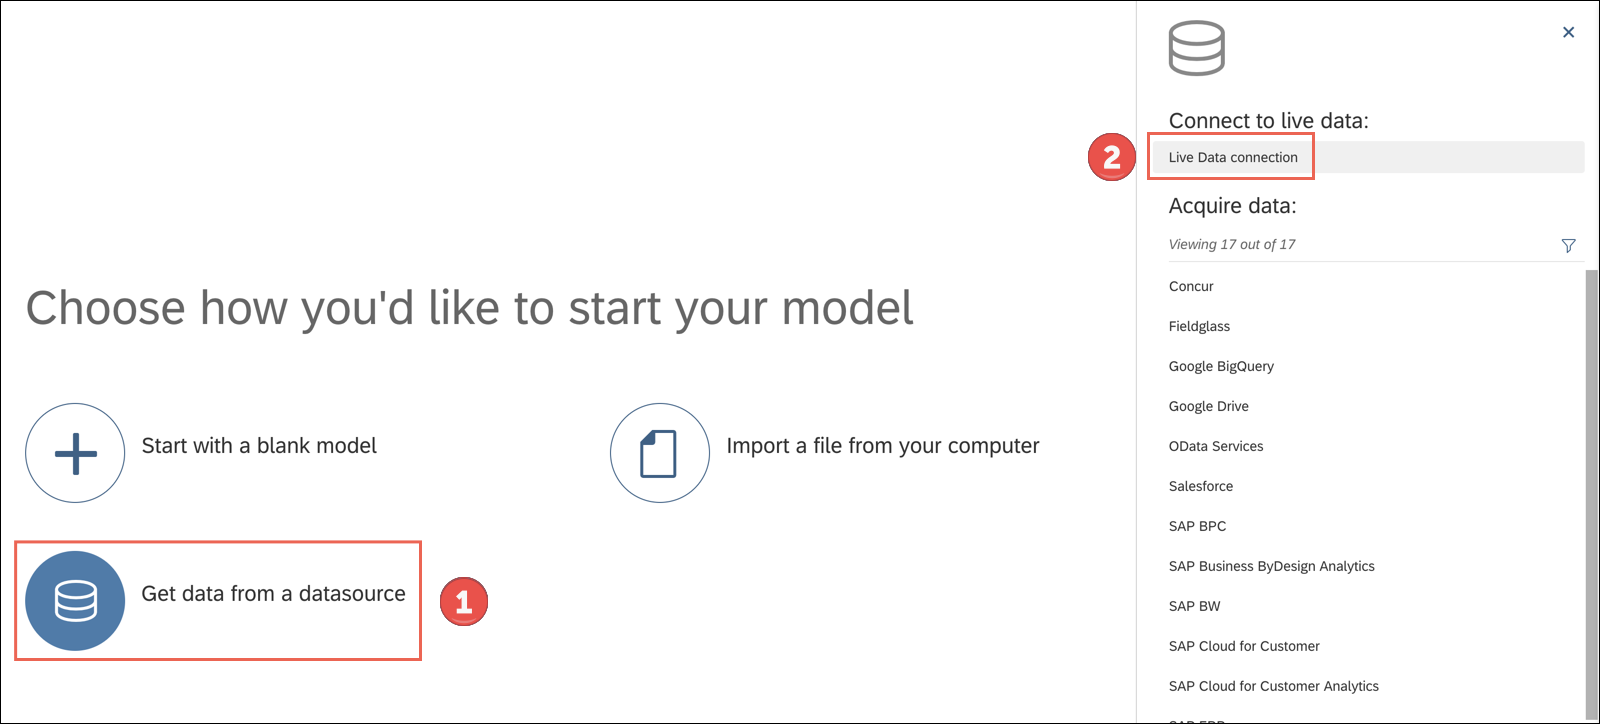 Choose how you'd like to start your model
Start with a blank model
Import a file from your computer
Get data from a datasource
1
2
Connect to live data:
Live Data connection
Acquire data:
Viewing 17 out of 17
Concur
Fieldglass
Google BigQuery
Google Drive
OData Services
Salesforce
SAP BPC
SAP Business ByDesign Analytics
SAP BW
SAP Cloud for Customer
SAP Cloud for Customer Analytics